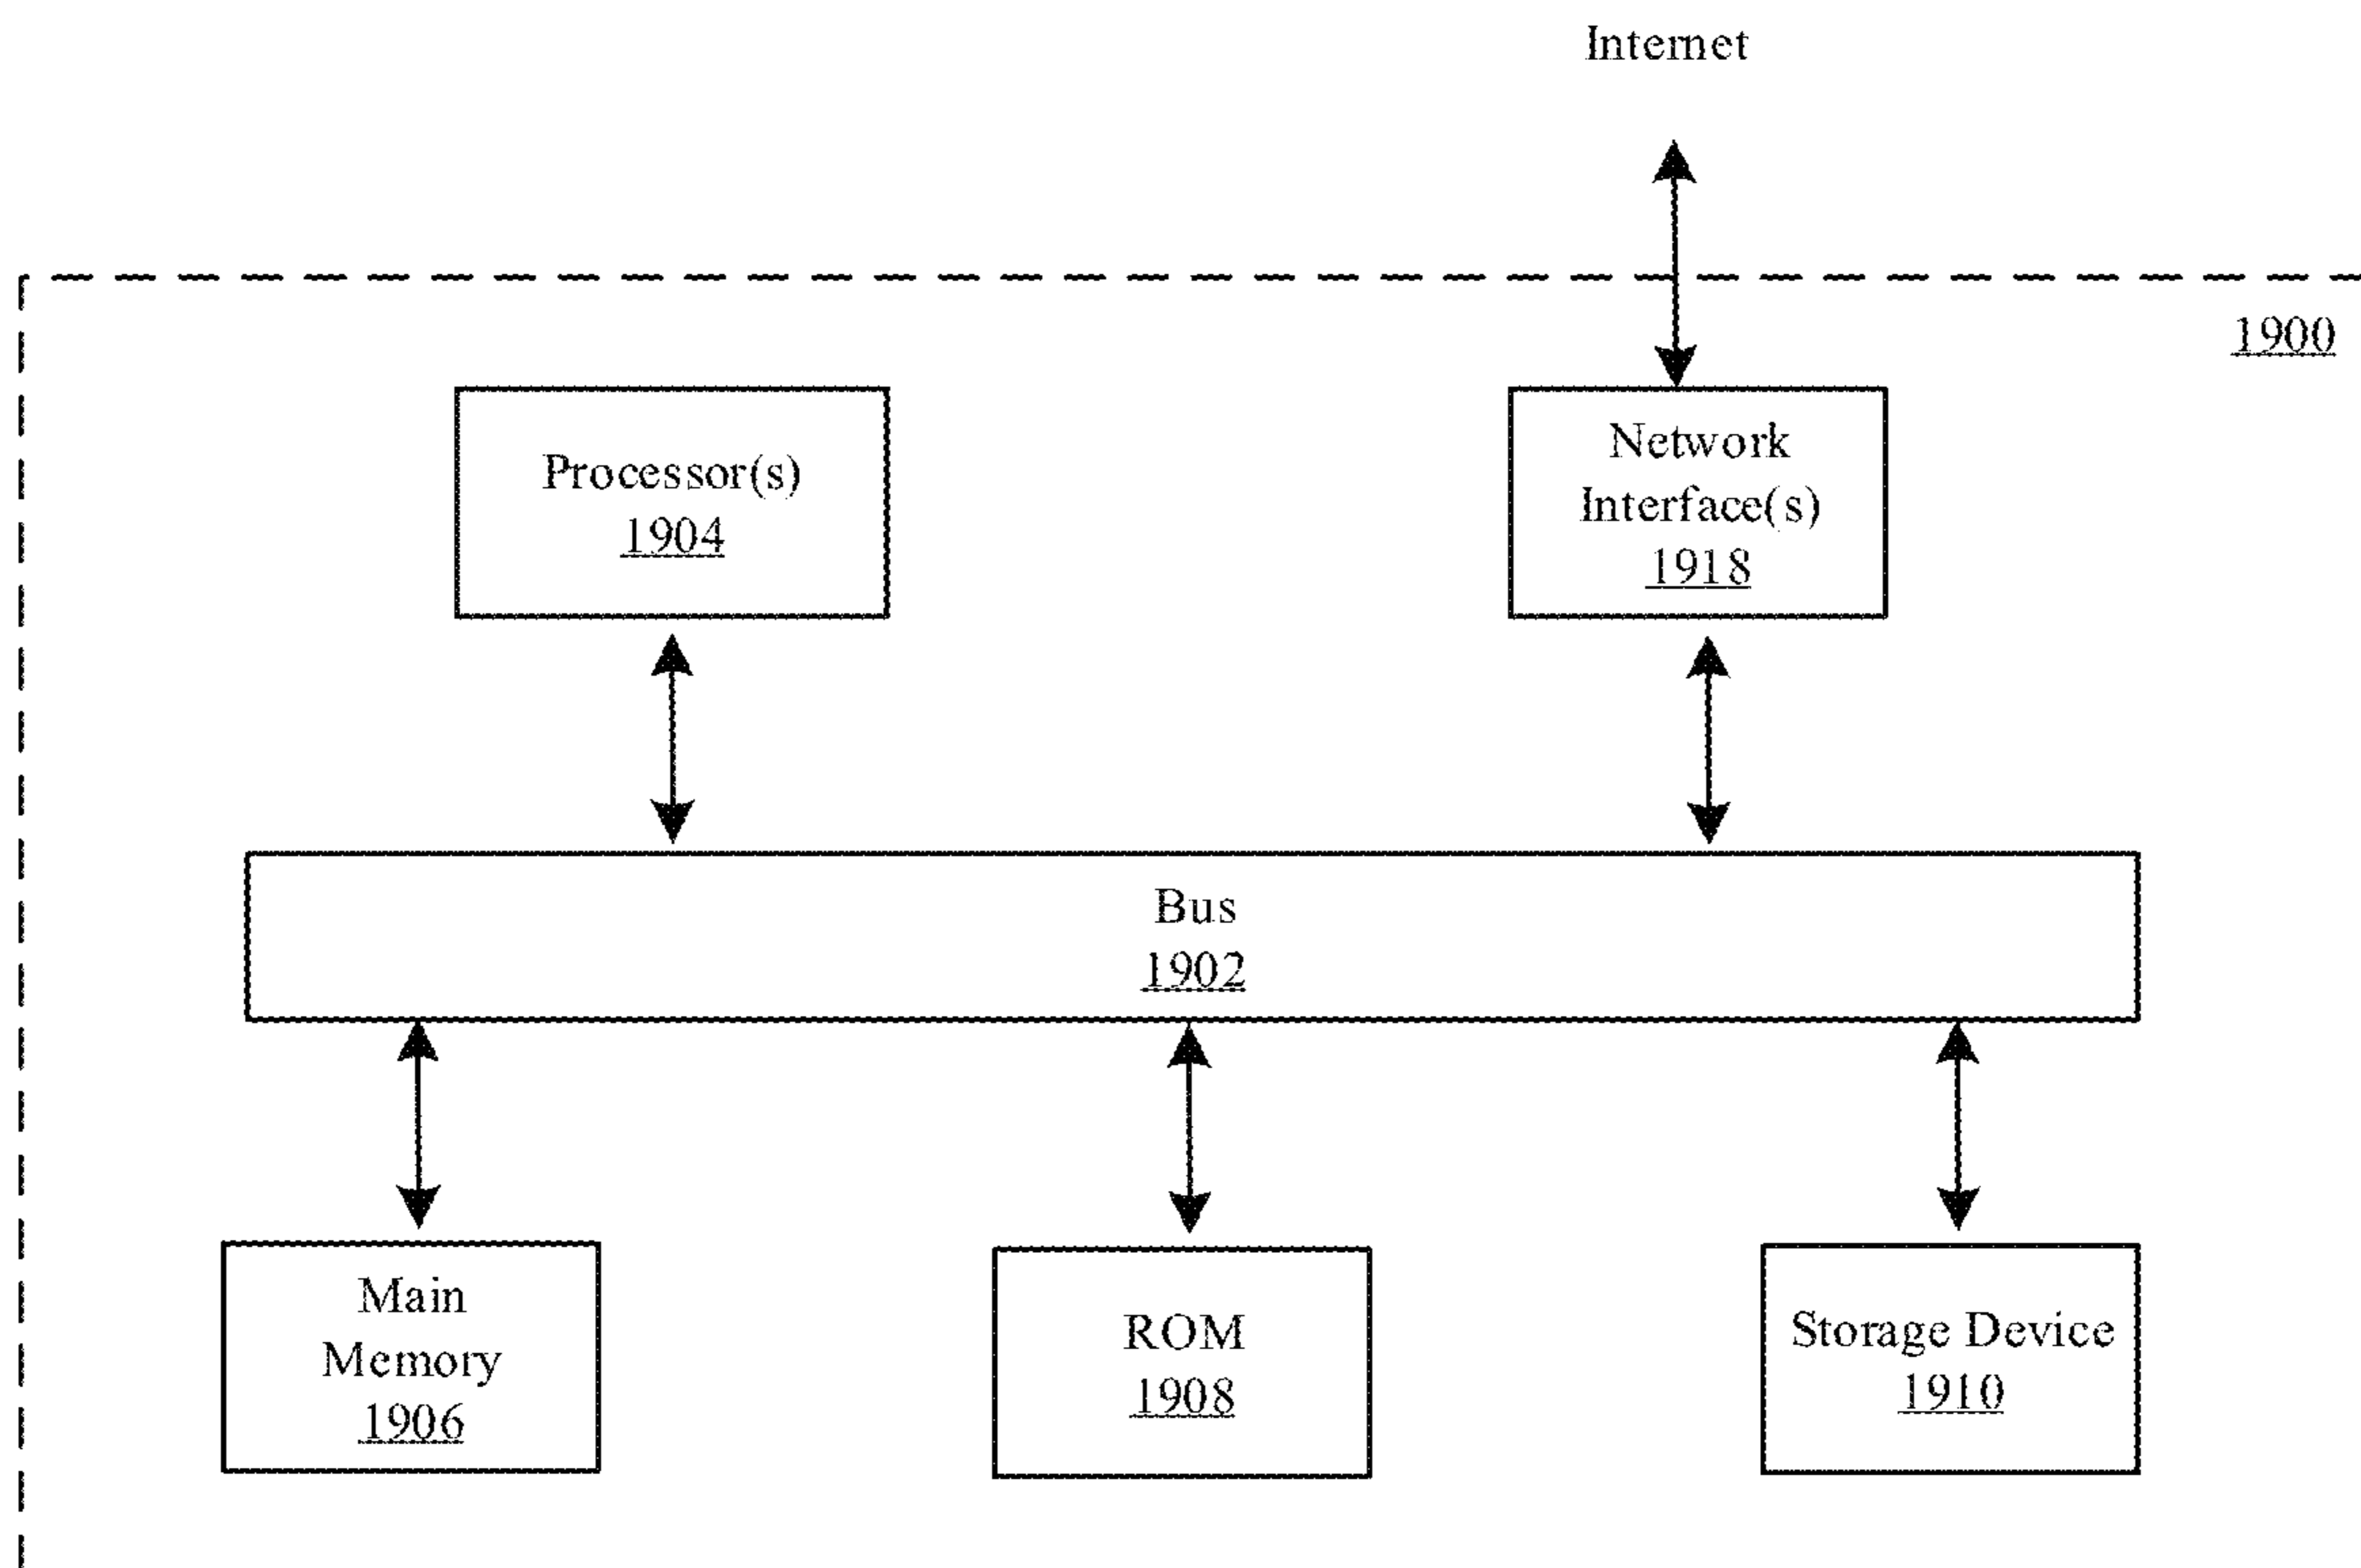 Internet
1900
Processor(s)
1904
Network
Interface(s)
1918
Bus
1902
Main
Memory
1906
ROM
1908
Storage Device
1910